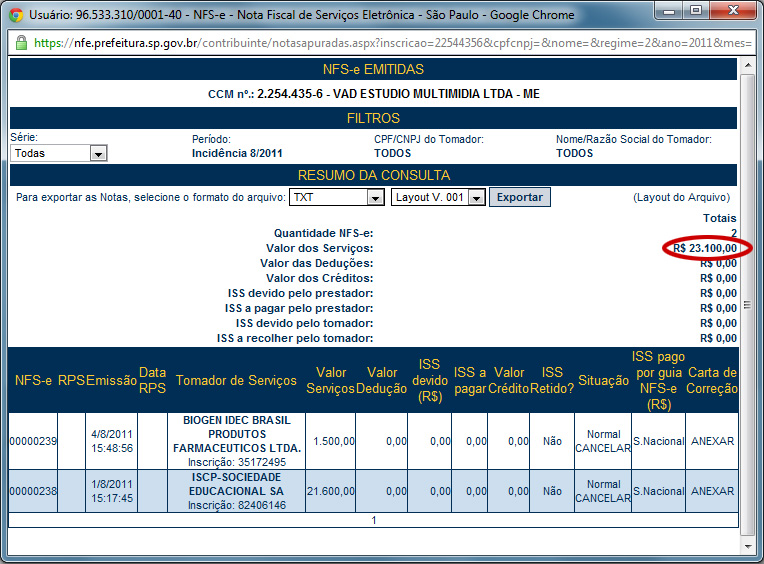 Usuário: 96.533.310/0001-40 - NFS-e - Nota Fiscal de Serviços Eletrônica - São Paulo - Google Chrome
https://nfe.prefeitura.sp.gov.br/contribuinte/notasapuradas.aspx?inscricao=22544356&cpfcnpj=&nome=&regime=2&ano=2011&mes=
NFS-e EMITIDAS
CCM nº.: 2.254.435-6 - VAD ESTUDIO MULTIMIDIA LTDA - ME
FILTROS
Série: Período: CPF/CNPJ do Tomador: Nome/Razão Social do Tomador:
Todas Incidência 8/2011 TODOS TODOS
RESUMO DA CONSULTA
Para exportar as Notas, selecione o formato do arquivo: TXT Layout V. 001 Exportar (Layout do Arquivo)
Totais
Quantidade NFS-e: 2
Valor dos Serviços: R$ 23.100,00
Valor das Deduções: R$ 0,00
Valor dos Créditos: R$ 0,00
ISS devido pelo prestador: R$ 0,00
ISS a pagar pelo prestador: R$ 0,00
ISS devido pelo tomador: R$ 0,00
ISS a recolher pelo tomador: R$ 0,00
NFS-e RPS Emissão Data RPS Tomador de Serviços Valor Serviços Valor Dedução ISS devido (R$) ISS a pagar Valor Crédito ISS Retido? Situação ISS pago por guia NFS-e (R$) Carta de Correção
00000239 4/8/2011 15:48:56 BIOGEN IDEC BRASIL PRODUTOS FARMACEUTICOS LTDA. Inscrição: 35172495 1.500,00 0,00 0,00 0,00 0,00 Não Normal CANCELAR S.Nacional ANEXAR
00000238 1/8/2011 15:17:45 ISCP-SOCIEDADE EDUCACIONAL SA Inscrição: 82406146 21.600,00 0,00 0,00 0,00 0,00 Não Normal CANCELAR S.Nacional ANEXAR
1